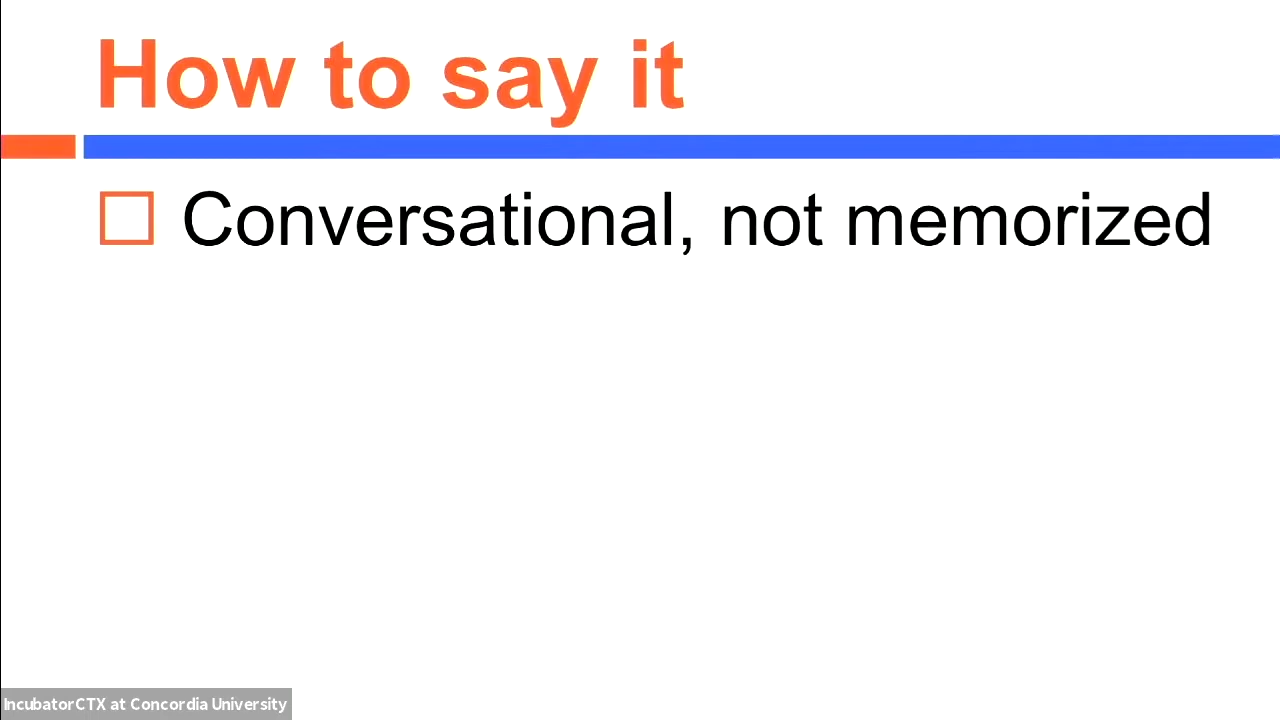 How to say it
Conversational, not memorized
IncubatorCTX at Concordia University